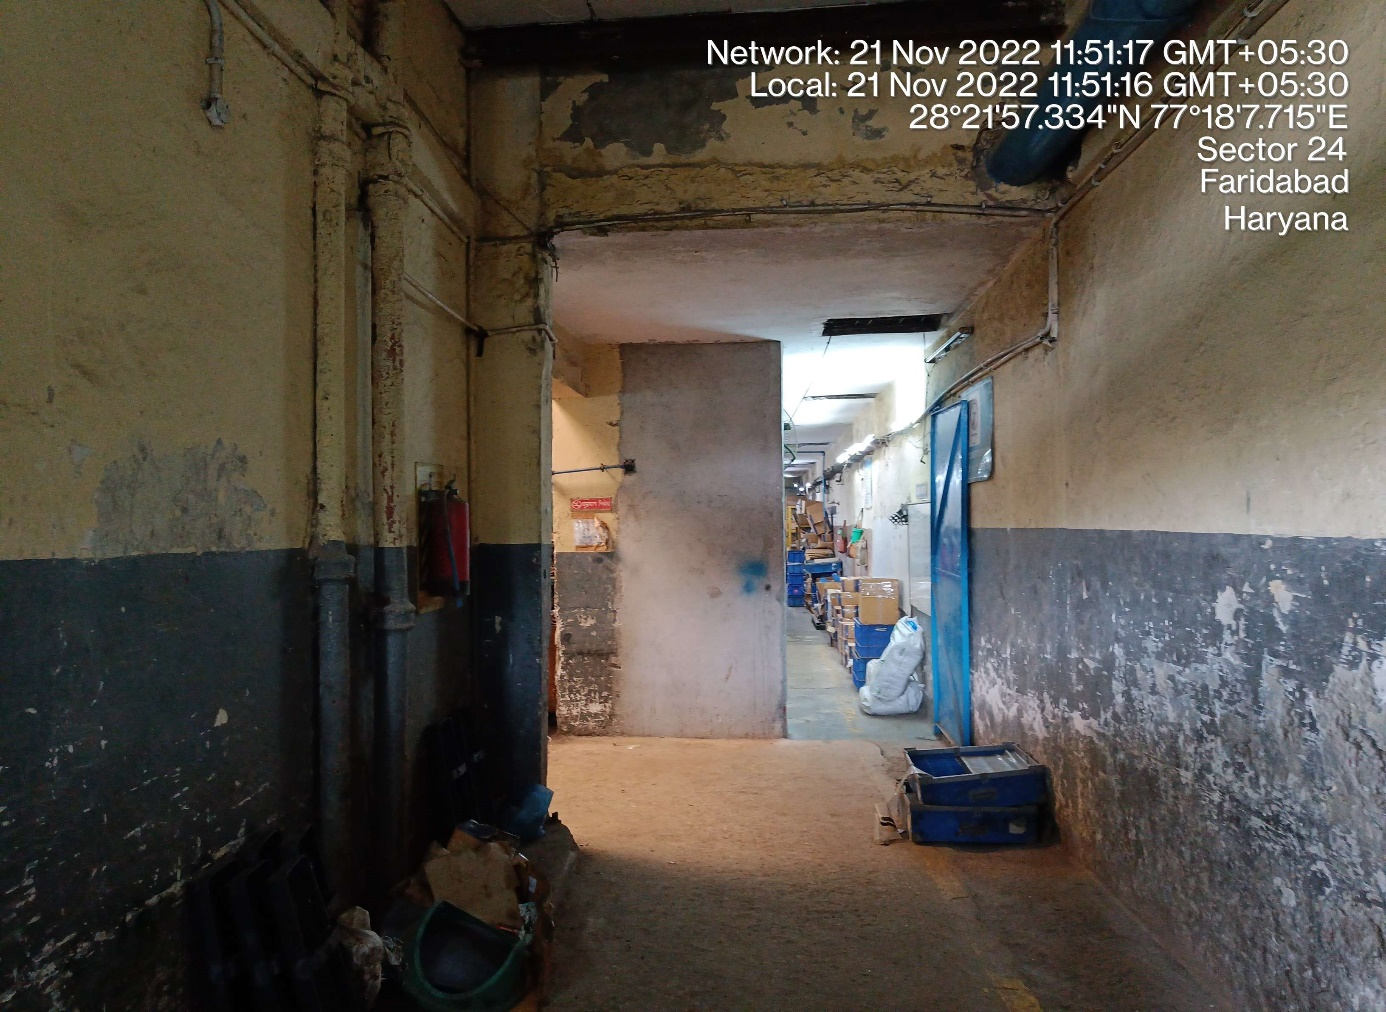 Network: 21 Nov 2022 11:51:17 GMT+05:30
Local: 21 Nov 2022 11:51:16 GMT+05:30
28°21'57.334"N 77°18'7.715"E
Sector 24
Faridabad
Haryana